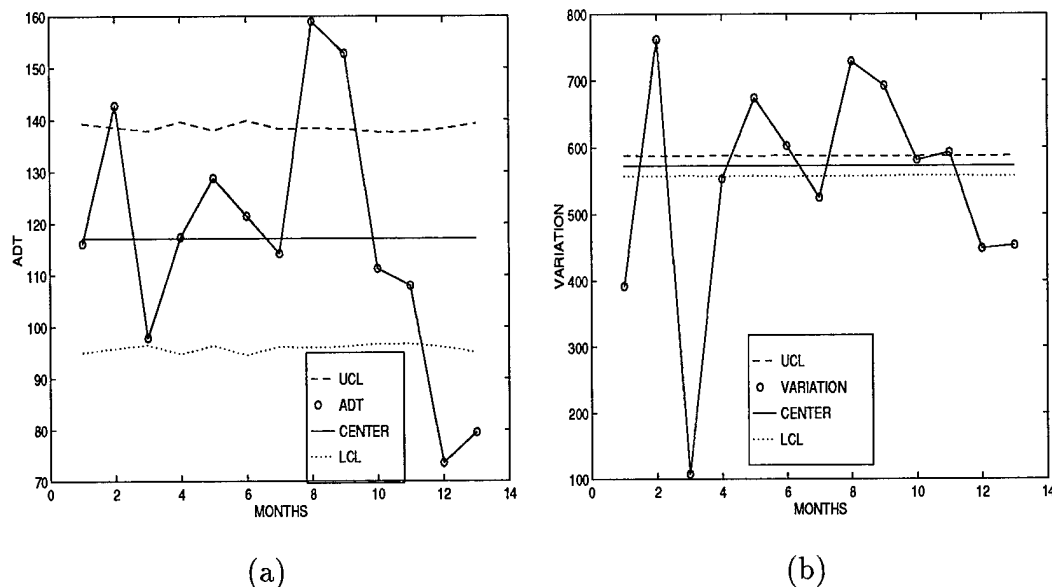 160
150
140
130
120
110
100
90
80
70
ADT
UCL
ADT
CENTER
LCL
0
2
4
6
8
10
12
14
MONTHS
(a)
800
700
600
500
400
300
200
100
VARIATION
UCL
VARIATION
CENTER
LCL
0
2
4
6
8
10
12
14
MONTHS
(b)